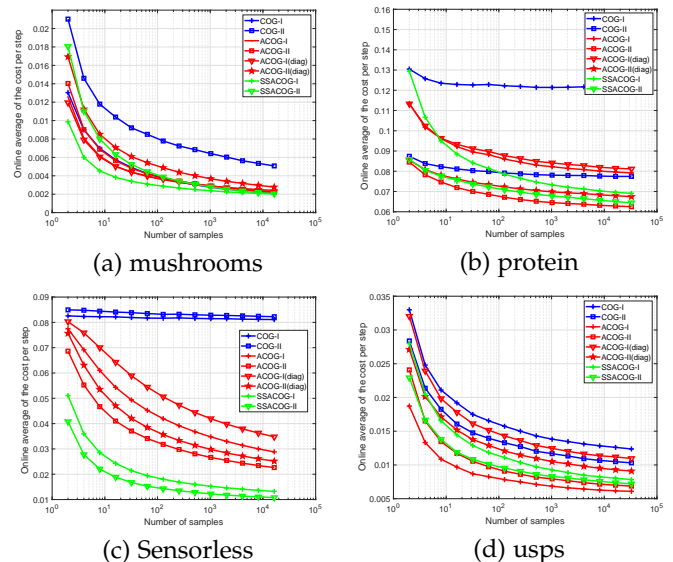 Online average of the cost per step
0.02
0.018
0.016
0.014
0.012
0.01
0.008
0.006
0.004
0.002
0
10^0
10^1
10^2
10^3
10^4
10^5
Number of samples
COG-I
COG-II
ACOG-I
ACOG-II
ACOG-I(diag)
ACOG-II(diag)
SSACOG-I
SSACOG-II
(a) mushrooms
Online average of the cost per step
0.14
0.13
0.12
0.11
0.1
0.09
0.08
0.07
0.06
10^0
10^1
10^2
10^3
10^4
10^5
Number of samples
COG-I
COG-II
ACOG-I
ACOG-II
ACOG-I(diag)
ACOG-II(diag)
SSACOG-I
SSACOG-II
(b) protein
Online average of the cost per step
0.09
0.08
0.07
0.06
0.05
0.04
0.03
0.02
0.01
10^0
10^1
10^2
10^3
10^4
10^5
Number of samples
COG-I
COG-II
ACOG-I
ACOG-II
ACOG-I(diag)
ACOG-II(diag)
SSACOG-I
SSACOG-II
(c) Sensorless
Online average of the cost per step
0.035
0.03
0.025
0.02
0.015
0.01
0.005
10^0
10^1
10^2
10^3
10^4
10^5
Number of samples
COG-I
COG-II
ACOG-I
ACOG-II
ACOG-I(diag)
ACOG-II(diag)
SSACOG-I
SSACOG-II
(d) usps